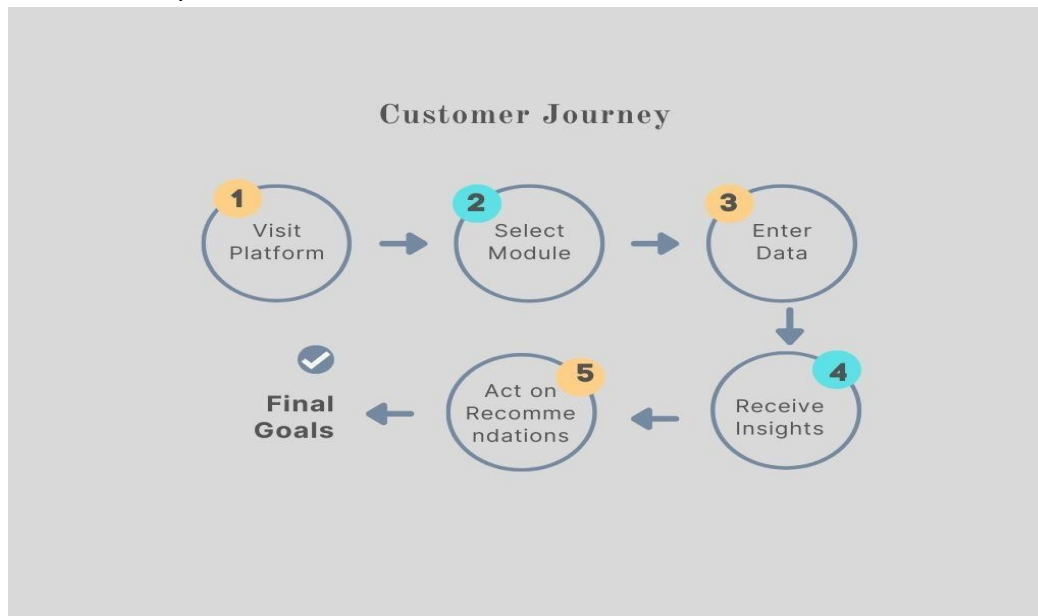 Customer Journey
1
Visit
Platform
2
Select
Module
3
Enter
Data
4
Receive
Insights
5
Act on
Recomme
ndations
Final
Goals